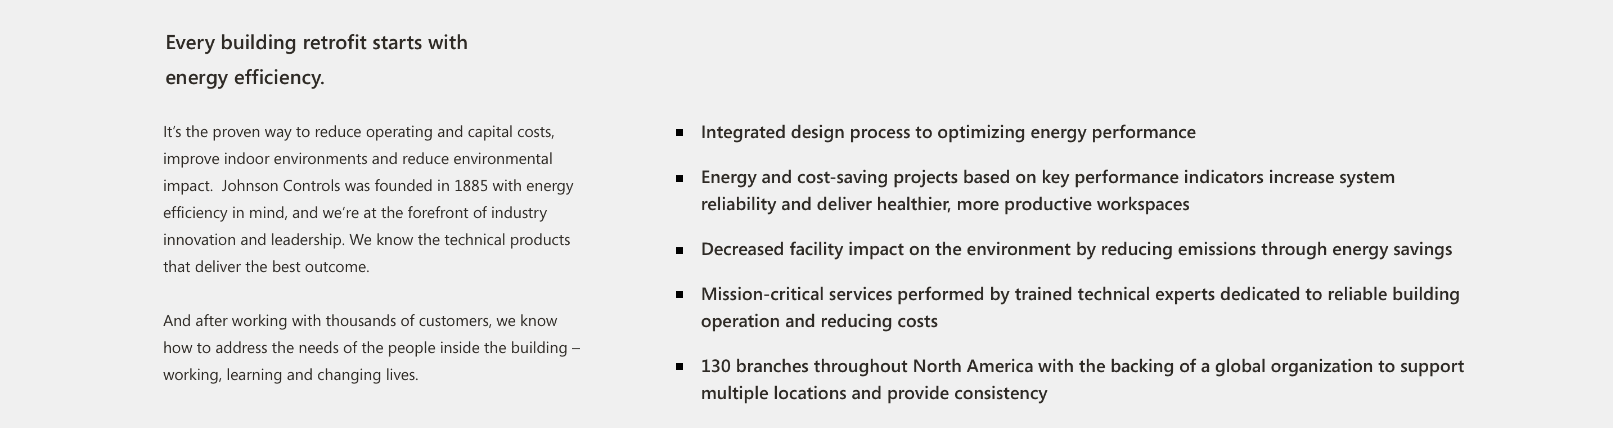 Every building retrofit starts with
energy efficiency.
It's the proven way to reduce operating and capital costs,
improve indoor environments and reduce environmental
impact.  Johnson Controls was founded in 1885 with energy
efficiency in mind, and we're at the forefront of industry
innovation and leadership. We know the technical products
that deliver the best outcome.
And after working with thousands of customers, we know
how to address the needs of the people inside the building –
working, learning and changing lives.
▪ Integrated design process to optimizing energy performance
▪ Energy and cost-saving projects based on key performance indicators increase system
reliability and deliver healthier, more productive workspaces
▪ Decreased facility impact on the environment by reducing emissions through energy savings
▪ Mission-critical services performed by trained technical experts dedicated to reliable building
operation and reducing costs
▪ 130 branches throughout North America with the backing of a global organization to support
multiple locations and provide consistency